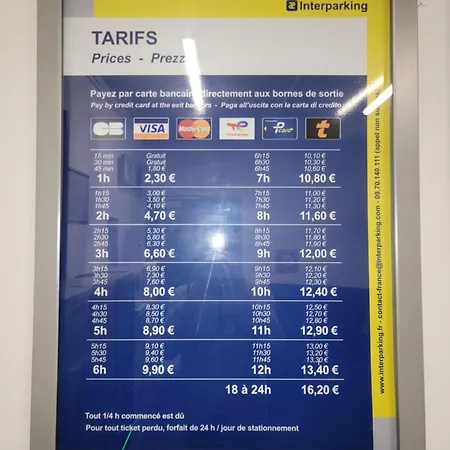 Interparking
TARIFS
Prices - Prezzi
Payez par carte bancaire directement aux bornes de sortie
Pay by credit card at the exit barriers - Paga all'uscita con la carta di credito
CB VISA MasterCard TotalEnergies Pcard+ t
15 min Gratuit 6h15 10,10 €
30 min Gratuit 6h30 10,30 €
45 min 1,80 € 6h45 10,60 €
1h 2,30 € 7h 10,80 €
1h15 3,00 € 7h15 11,00 €
1h30 3,50 € 7h30 11,20 €
1h45 4,10 € 7h45 11,30 €
2h 4,70 € 8h 11,60 €
2h15 5,30 € 8h15 11,70 €
2h30 5,80 € 8h30 11,80 €
2h45 6,30 € 8h45 11,90 €
3h 6,60 € 9h 12,00 €
3h15 6,90 € 9h15 12,10 €
3h30 7,30 € 9h30 12,20 €
3h45 7,60 € 9h45 12,30 €
4h 8,00 € 10h 12,40 €
4h15 8,30 € 10h15 12,50 €
4h30 8,50 € 10h30 12,70 €
4h45 8,70 € 10h45 12,80 €
5h 8,90 € 11h 12,90 €
5h15 9,10 € 11h15 13,00 €
5h30 9,40 € 11h30 13,20 €
5h45 9,60 € 11h45 13,30 €
6h 9,90 € 12h 13,40 €
18 à 24h 16,20 €
Tout 1/4 h commencé est dû
Pour tout ticket perdu, forfait de 24 h / jour de stationnement
www.interparking.fr - contact-france@interparking.com - 09.70.140.111 (appel non